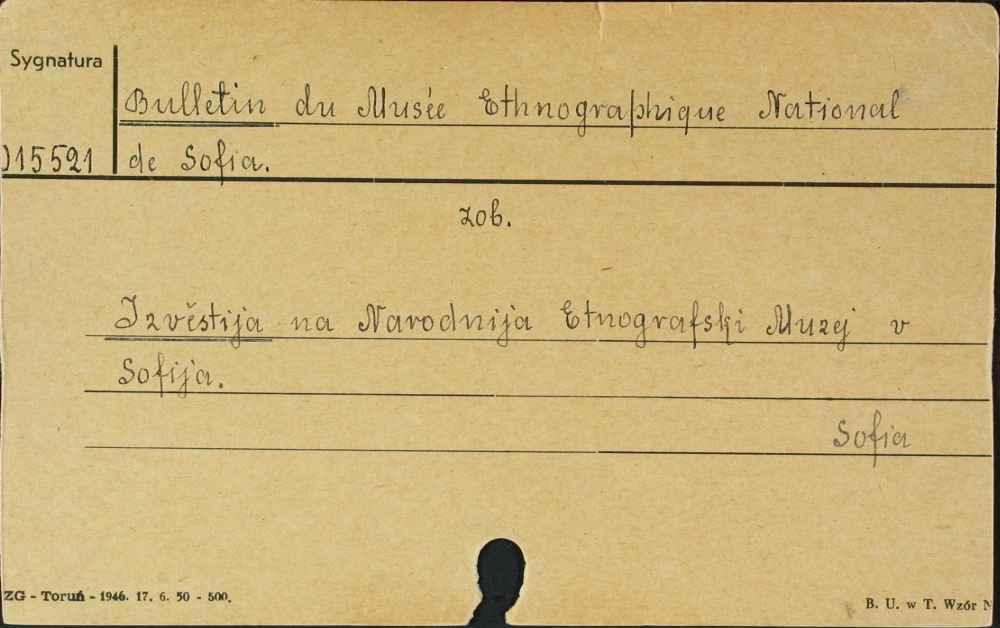 Sygnatura
Bulletin du Musée Ethnographique National
015521 de Sofia.
zob.
Izvěstija na Narodnija Etnografski Muzej v
Sofija.
Sofia
ZG - Toruń - 1946. 17. 6. 50 - 500.
B. U. w T. Wzór N